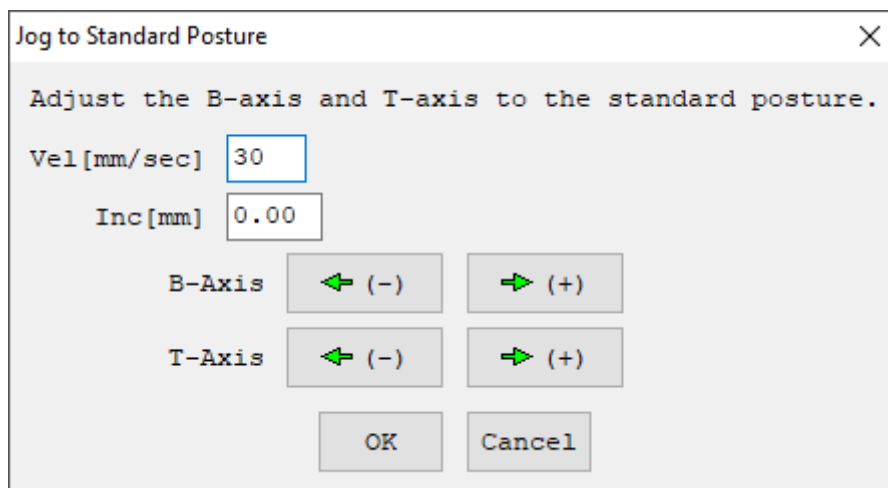 Jog to Standard Posture
Adjust the B-axis and T-axis to the standard posture.
Vel[mm/sec] 30
Inc[mm] 0.00
B-Axis (-) (+)
T-Axis (-) (+)
OK Cancel